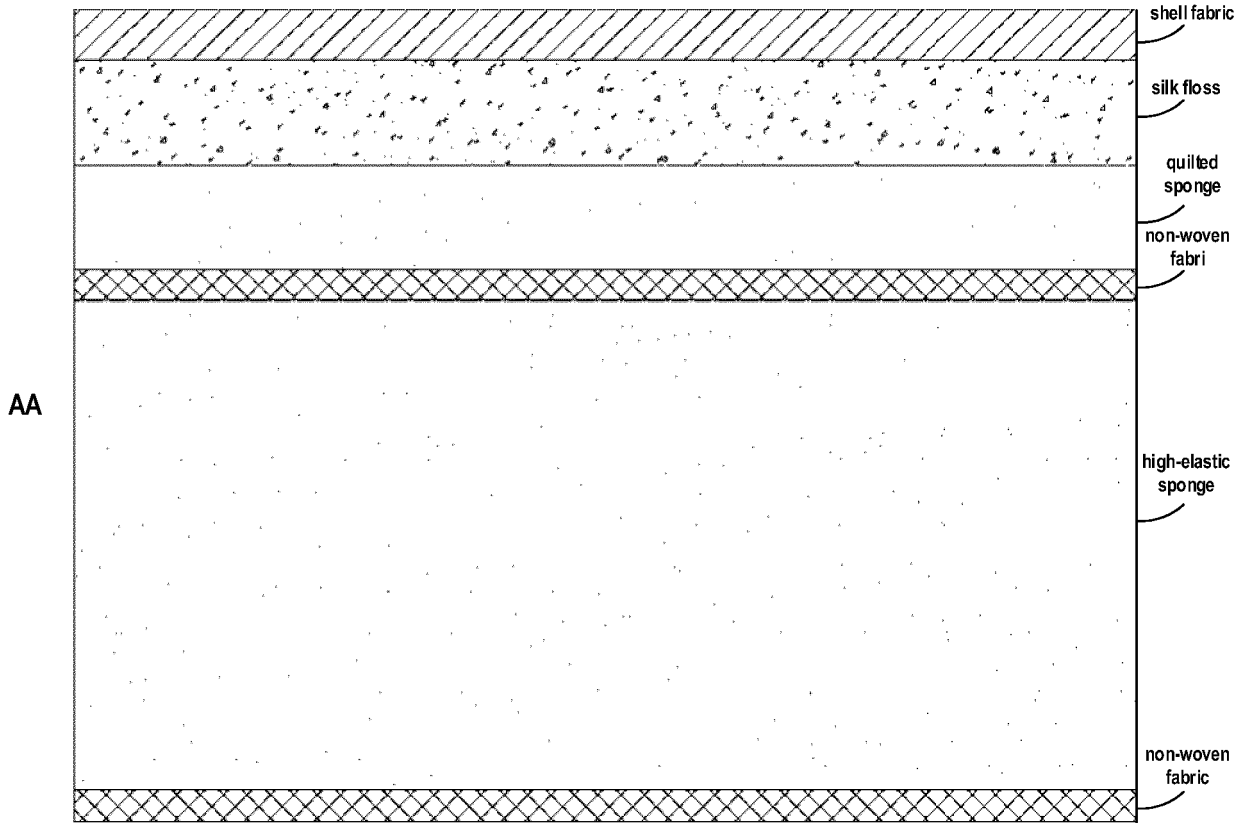 shell fabric
silk floss
quilted
sponge
non-woven
fabri
AA
high-elastic
sponge
non-woven
fabric